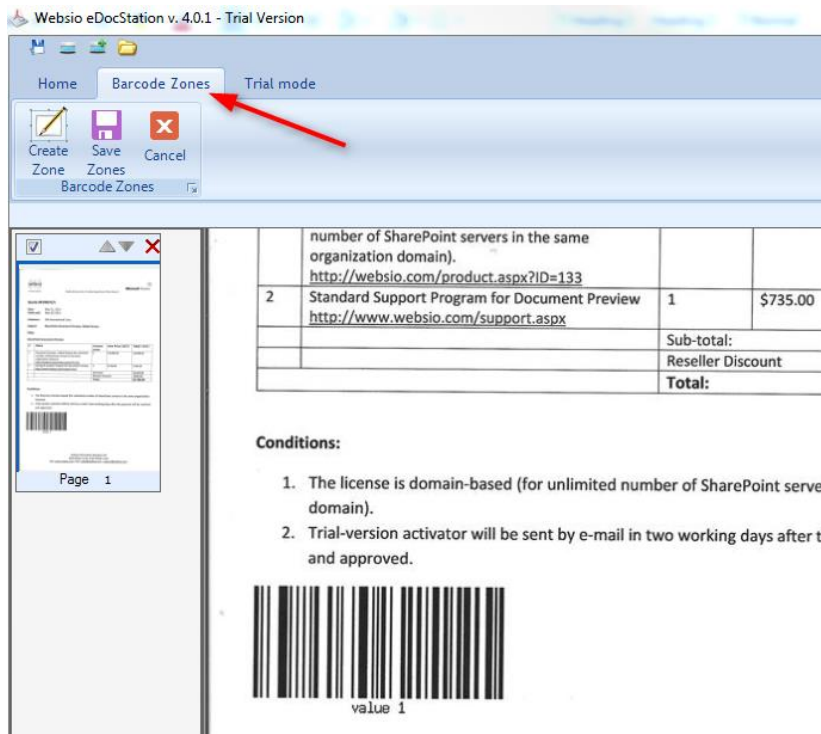 Websio eDocStation v. 4.0.1 - Trial Version
Home Barcode Zones Trial mode
Create Zone Save Zones Cancel
Barcode Zones
number of SharePoint servers in the same
organization domain).
http://websio.com/product.aspx?ID=133
2 Standard Support Program for Document Preview 1 $735.00
http://www.websio.com/support.aspx
Sub-total:
Reseller Discount
Total:
Conditions:
1. The license is domain-based (for unlimited number of SharePoint serve
domain).
2. Trial-version activator will be sent by e-mail in two working days after t
and approved.
value 1
Page 1